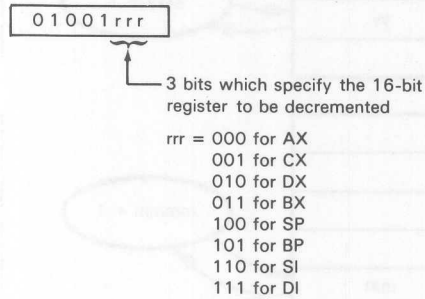 01001rrr
3 bits which specify the 16-bit
register to be decremented
rrr = 000 for AX
001 for CX
010 for DX
011 for BX
100 for SP
101 for BP
110 for SI
111 for DI